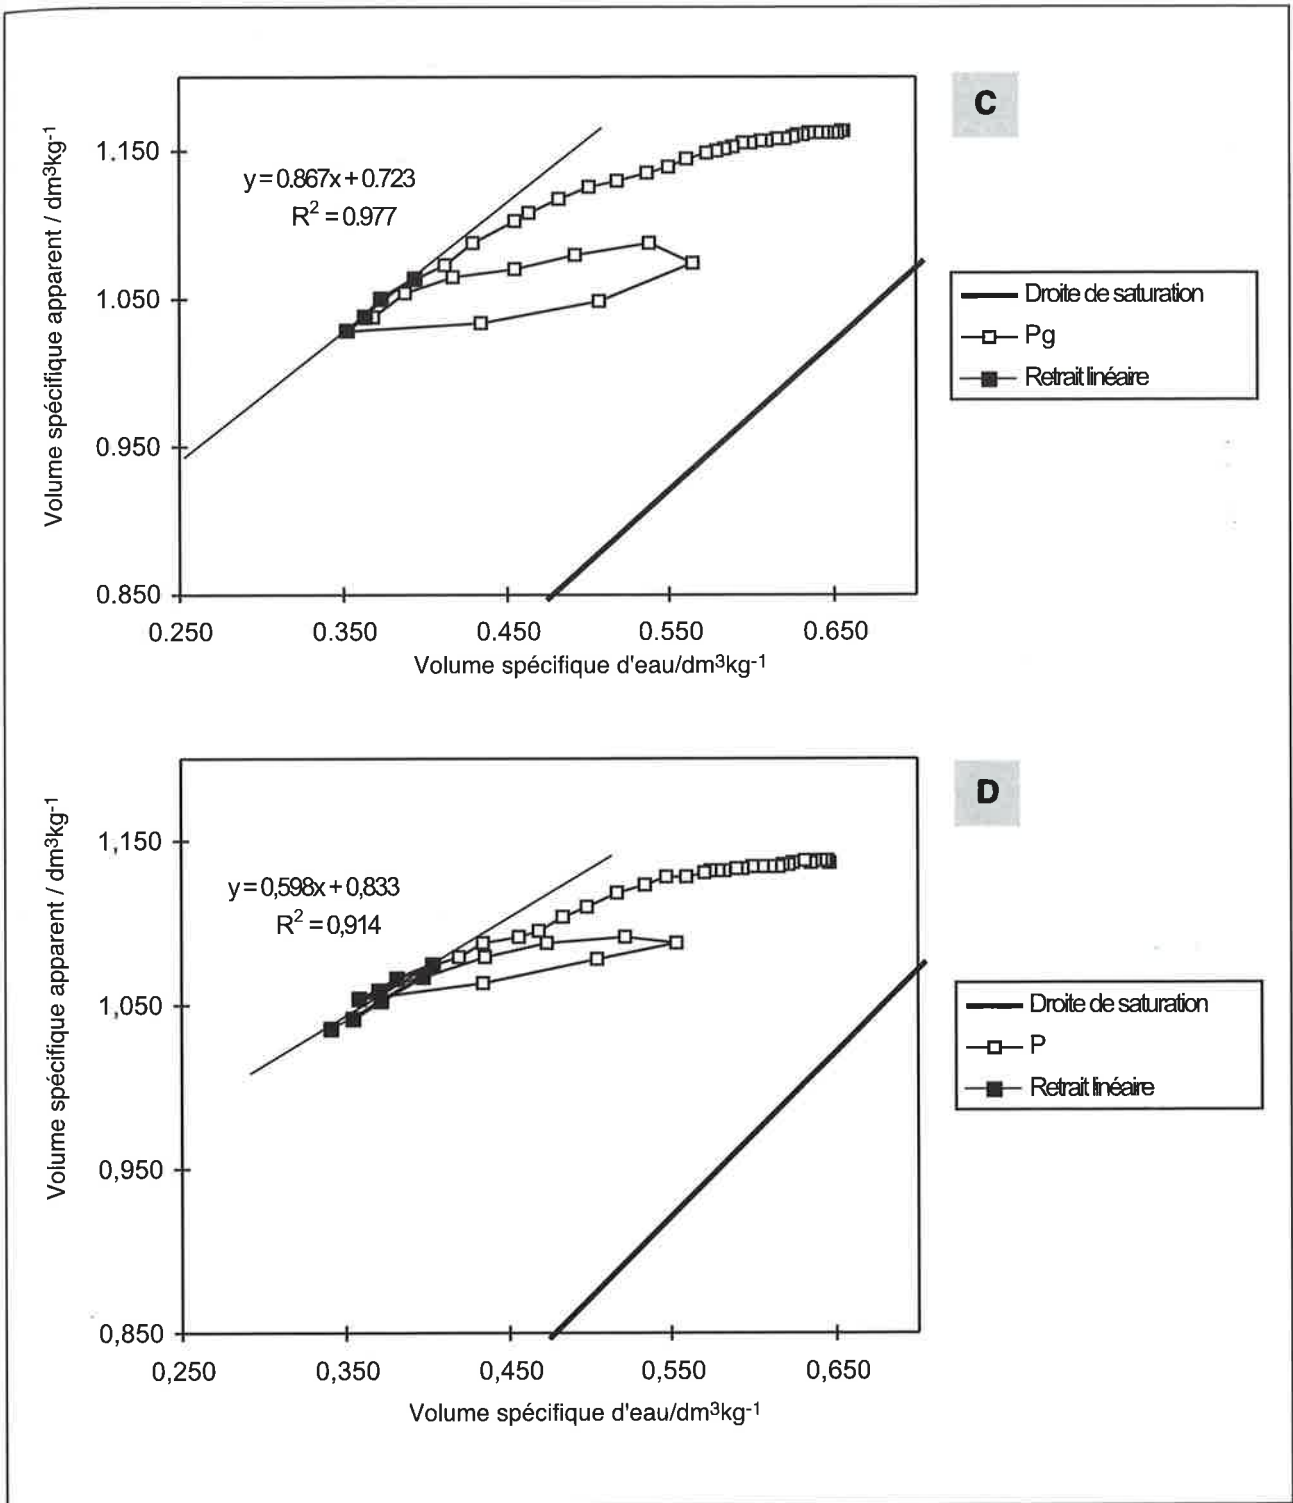 C
Volume spécifique apparent / dm³kg⁻¹
1.150
1.050
0.950
0.850
y = 0.867x + 0.723
R² = 0.977
Droite de saturation
Pg
Retrait linéaire
0.250 0.350 0.450 0.550 0.650
Volume spécifique d'eau/dm³kg⁻¹
D
Volume spécifique apparent / dm³kg⁻¹
1,150
1,050
0,950
0,850
y = 0,598x + 0,833
R² = 0,914
Droite de saturation
P
Retrait linéaire
0,250 0,350 0,450 0,550 0,650
Volume spécifique d'eau/dm³kg⁻¹